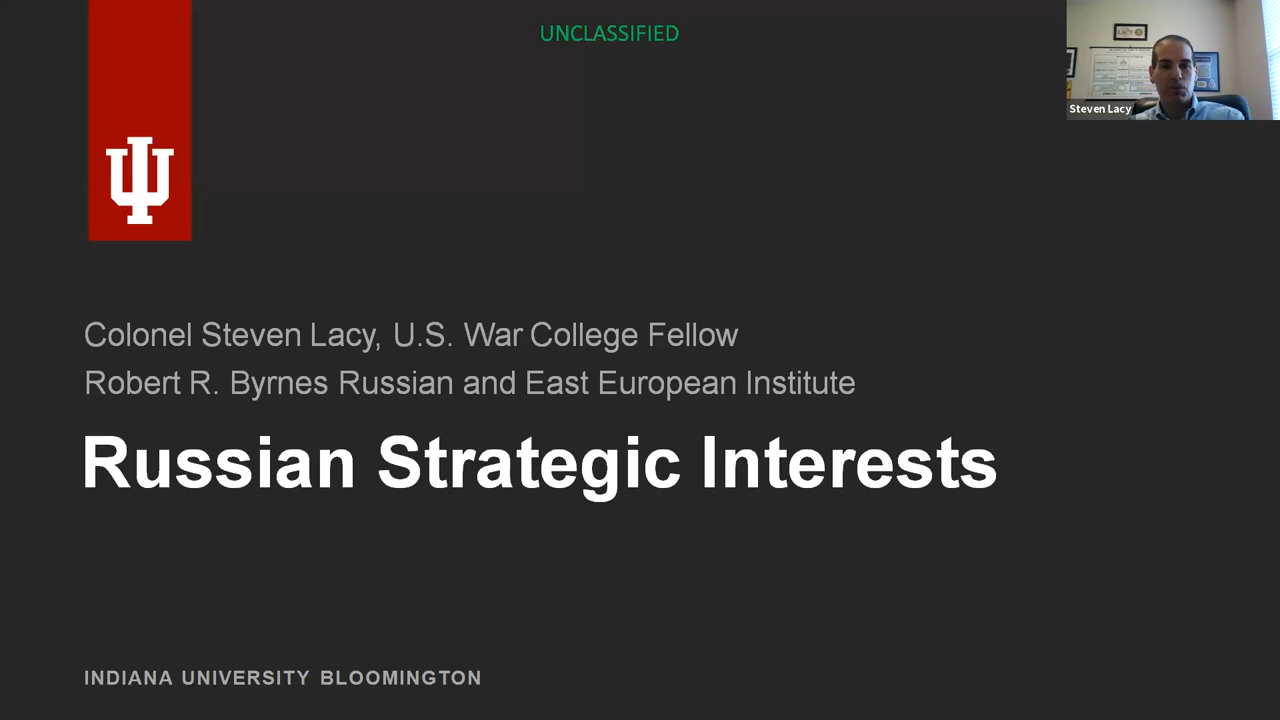 UNCLASSIFIED
Steven Lacy
Colonel Steven Lacy, U.S. War College Fellow
Robert R. Byrnes Russian and East European Institute
Russian Strategic Interests
INDIANA UNIVERSITY BLOOMINGTON